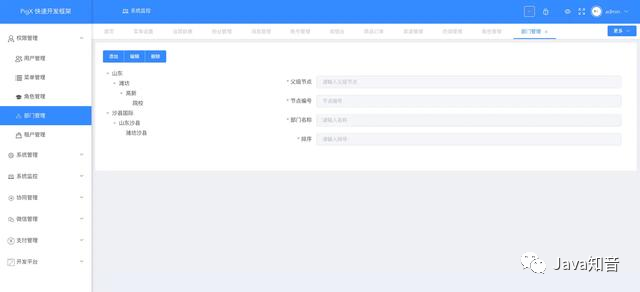 PigX 快速开发框架
系统监控
admin
权限管理
用户管理
菜单管理
角色管理
部门管理
租户管理
系统管理
系统监控
协同管理
微信管理
支付管理
开发平台
首页
部门管理
更多
添加
编辑
删除
山东
潍坊
高新
院校
沙县国际
山东沙县
潍坊沙县
* 父级节点
请输入父级节点
* 节点编号
节点编号
* 部门名称
请输入名称
* 排序
请输入排序
Java知音